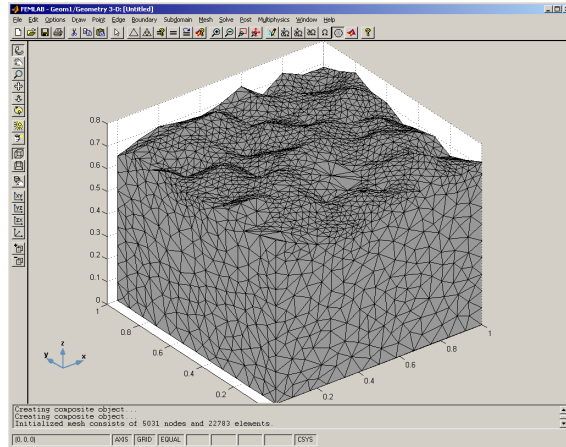 FEMLAB - Geom1/Geometry 3-D: [Untitled]
File Edit Options Draw Point Edge Boundary Subdomain Mesh Solve Post Multiphysics Window Help
0.8
0.7
0.6
0.5
0.4
0.3
0.2
0.1
0
1
0.8
0.6
0.4
0.2
0.2
0.4
0.6
0.8
1
z
y
x
Creating composite object...
Creating composite object...
Initialized mesh consists of 5031 nodes and 22783 elements.
(0, 0, 0) AXIS GRID EQUAL CSYS